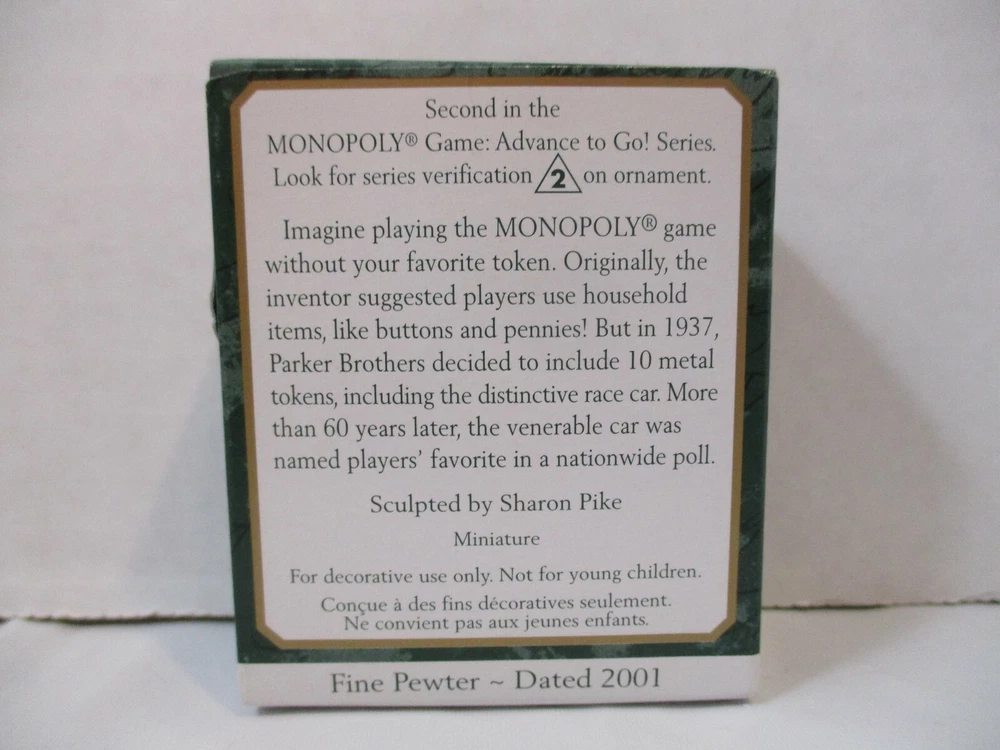 Second in the
MONOPOLY® Game: Advance to Go! Series.
Look for series verification 2 on ornament.
Imagine playing the MONOPOLY® game
without your favorite token. Originally, the
inventor suggested players use household
items, like buttons and pennies! But in 1937,
Parker Brothers decided to include 10 metal
tokens, including the distinctive race car. More
than 60 years later, the venerable car was
named players' favorite in a nationwide poll.
Sculpted by Sharon Pike
Miniature
For decorative use only. Not for young children.
Conçue à des fins décoratives seulement.
Ne convient pas aux jeunes enfants.
Fine Pewter ~ Dated 2001